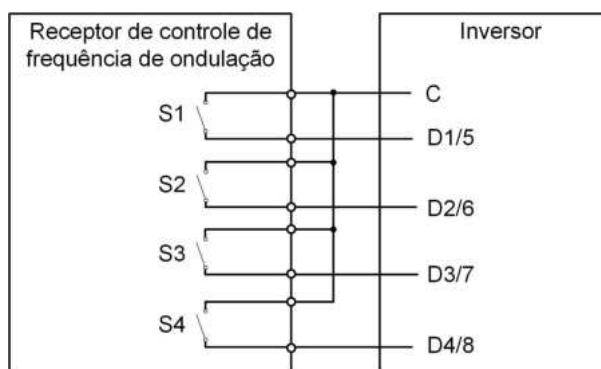 Receptor de controle de
frequência de ondulação
Inversor
S1
C
D1/5
S2
D2/6
S3
D3/7
S4
D4/8